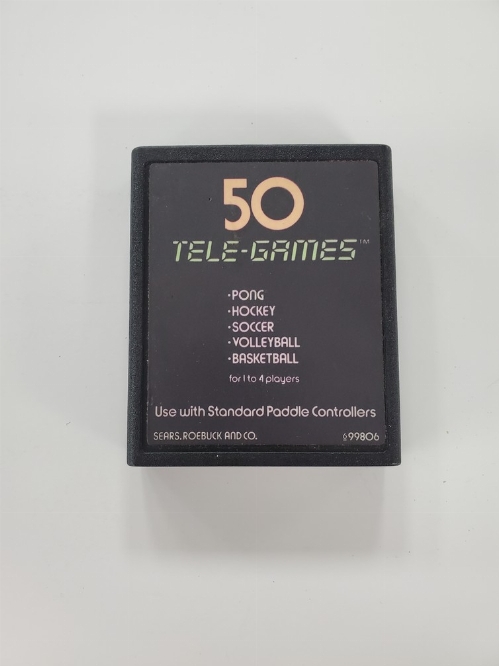 50
TELE-GAMES™
·PONG
·HOCKEY
·SOCCER
·VOLLEYBALL
·BASKETBALL
for 1 to 4 players
Use with Standard Paddle Controllers
SEARS, ROEBUCK AND CO. 699806